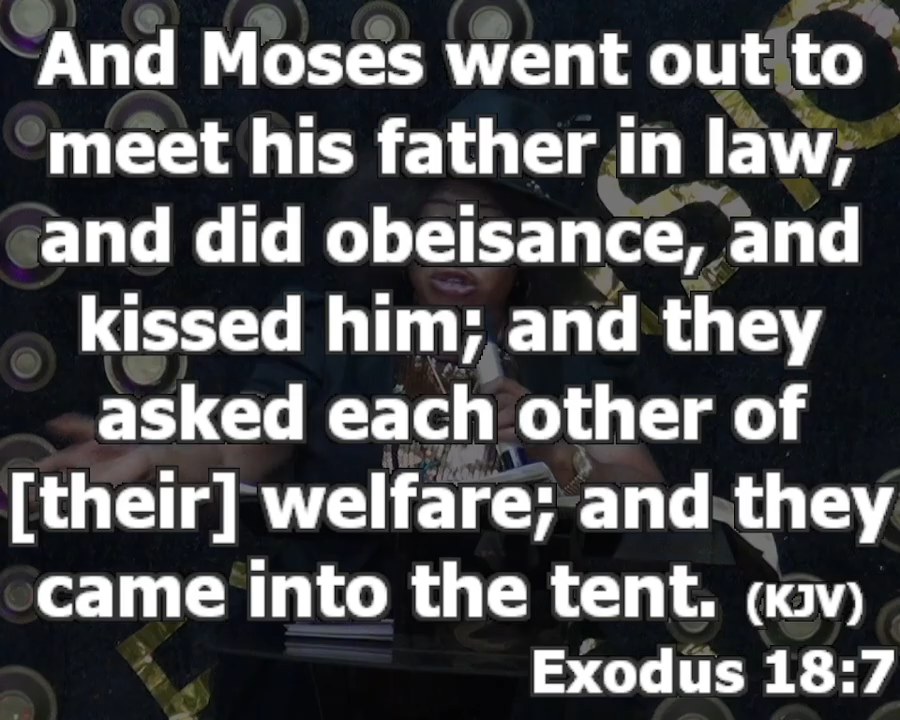 And Moses went out to
meet his father in law,
and did obeisance, and
kissed him; and they
asked each other of
[their] welfare; and they
came into the tent. (KJV)
Exodus 18:7